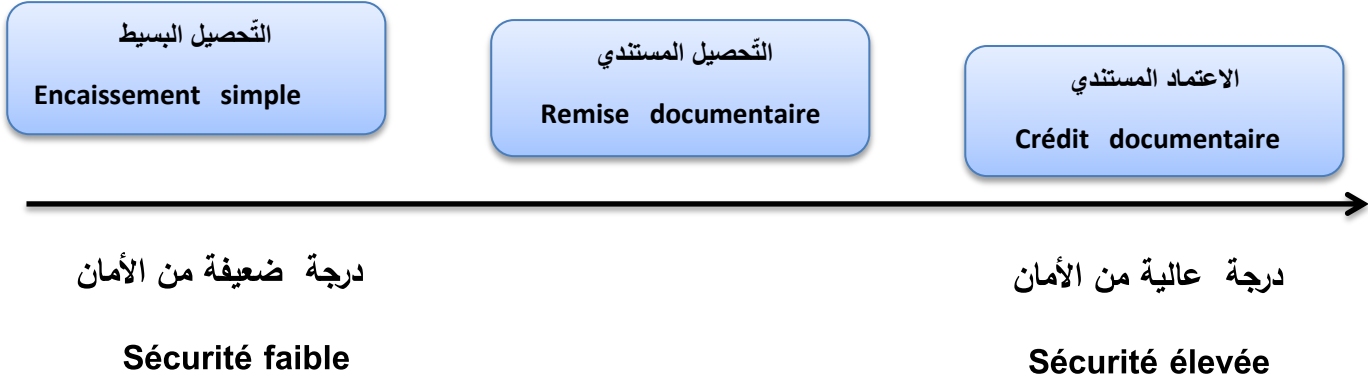 التّحصيل البسيط
Encaissement simple
التّحصيل المستندي
Remise documentaire
الاعتماد المستندي
Crédit documentaire
درجة ضعيفة من الأمان
Sécurité faible
درجة عالية من الأمان
Sécurité élevée